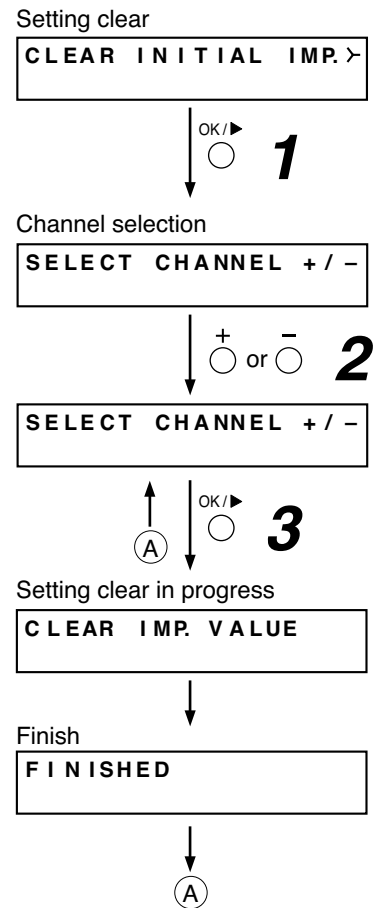 Setting clear
CLEAR INITIAL IMP.
OK/▶
1
Channel selection
SELECT CHANNEL +/–
+ or –
2
SELECT CHANNEL +/–
OK/▶
A
3
Setting clear in progress
CLEAR IMP. VALUE
Finish
FINISHED
A